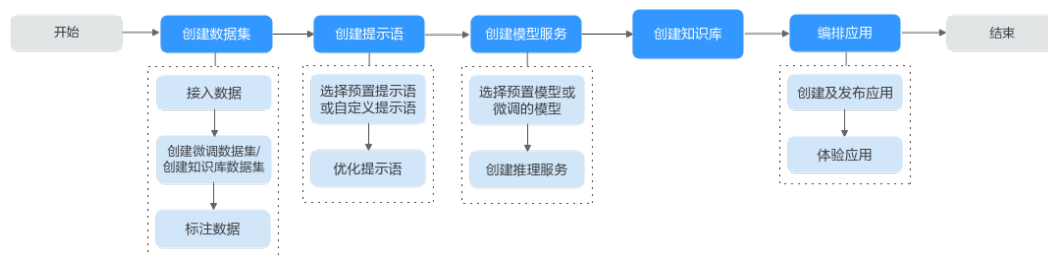 开始
创建数据集
创建提示语
创建模型服务
创建知识库
编排应用
结束
接入数据
创建微调数据集/
创建知识库数据集
标注数据
选择预置提示语
或自定义提示语
优化提示语
选择预置模型或
微调的模型
创建推理服务
创建及发布应用
体验应用